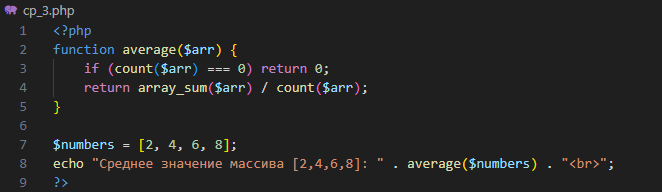 cp_3.php
1 <?php
2 function average($arr) {
3     if (count($arr) === 0) return 0;
4     return array_sum($arr) / count($arr);
5 }
6
7 $numbers = [2, 4, 6, 8];
8 echo "Среднее значение массива [2,4,6,8]: " . average($numbers) . "<br>";
9 ?>